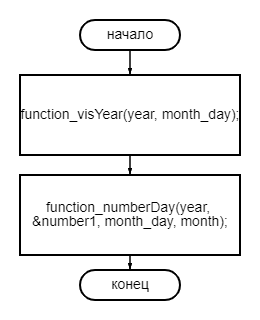 начало
function_visYear(year, month_day);
function_numberDay(year,
&number1, month_day, month);
конец